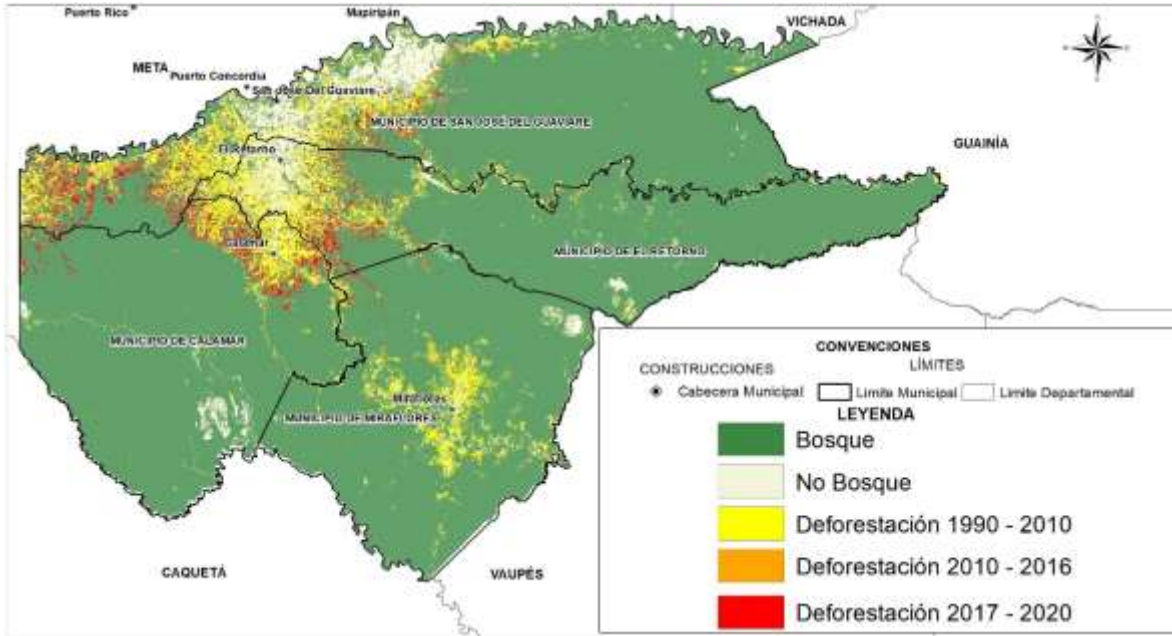 Puerto Rico
Mapiripán
VICHADA
META
Puerto Concordia
San José Del Guaviare
MUNICIPIO DE SAN JOSE DEL GUAVIARE
GUAINÍA
El Retorno
Calamar
MUNICIPIO DE EL RETORNO
MUNICIPIO DE CALAMAR
Miraflores
MUNICIPIO DE MIRAFLORES
CAQUETÁ
VAUPÉS
CONVENCIONES
CONSTRUCCIONES
LÍMITES
Cabecera Municipal
Limite Municipal
Limite Departamental
LEYENDA
Bosque
No Bosque
Deforestación 1990 - 2010
Deforestación 2010 - 2016
Deforestación 2017 - 2020